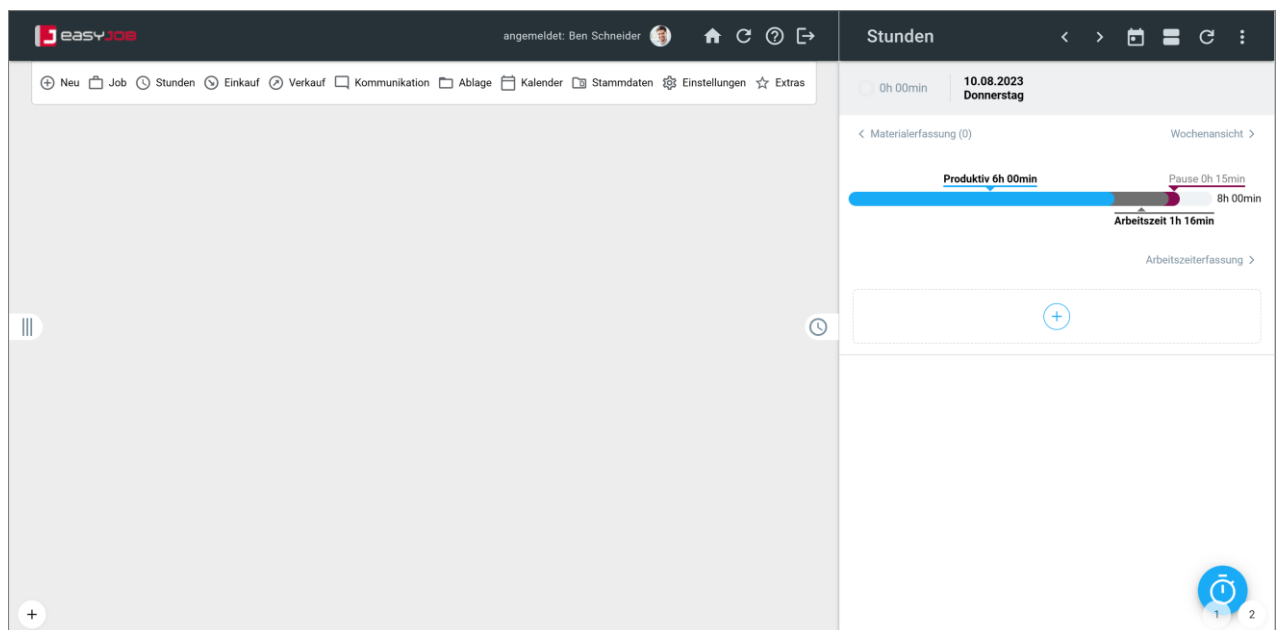 easyJOB
angemeldet: Ben Schneider
Stunden
Neu Job Stunden Einkauf Verkauf Kommunikation Ablage Kalender Stammdaten Einstellungen Extras
0h 00min
10.08.2023
Donnerstag
Materialerfassung (0)
Wochenansicht
Produktiv 6h 00min
Pause 0h 15min
8h 00min
Arbeitszeit 1h 16min
Arbeitszeiterfassung
1
2